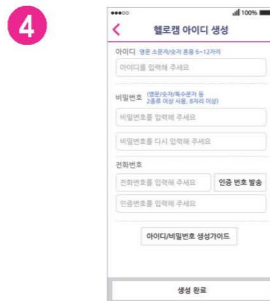 4
100%
헬로캠 아이디 생성
아이디 영문 소문자/숫자 혼용 6~12자리
아이디를 입력해 주세요
비밀번호 (영문/숫자/특수문자 등
2종류 이상 사용, 8자리 이상)
비밀번호를 입력해 주세요
비밀번호를 다시 입력해 주세요
전화번호
전화번호를 입력해 주세요 인증 번호 발송
인증번호를 입력해 주세요
아이디/비밀번호 생성가이드
생성 완료